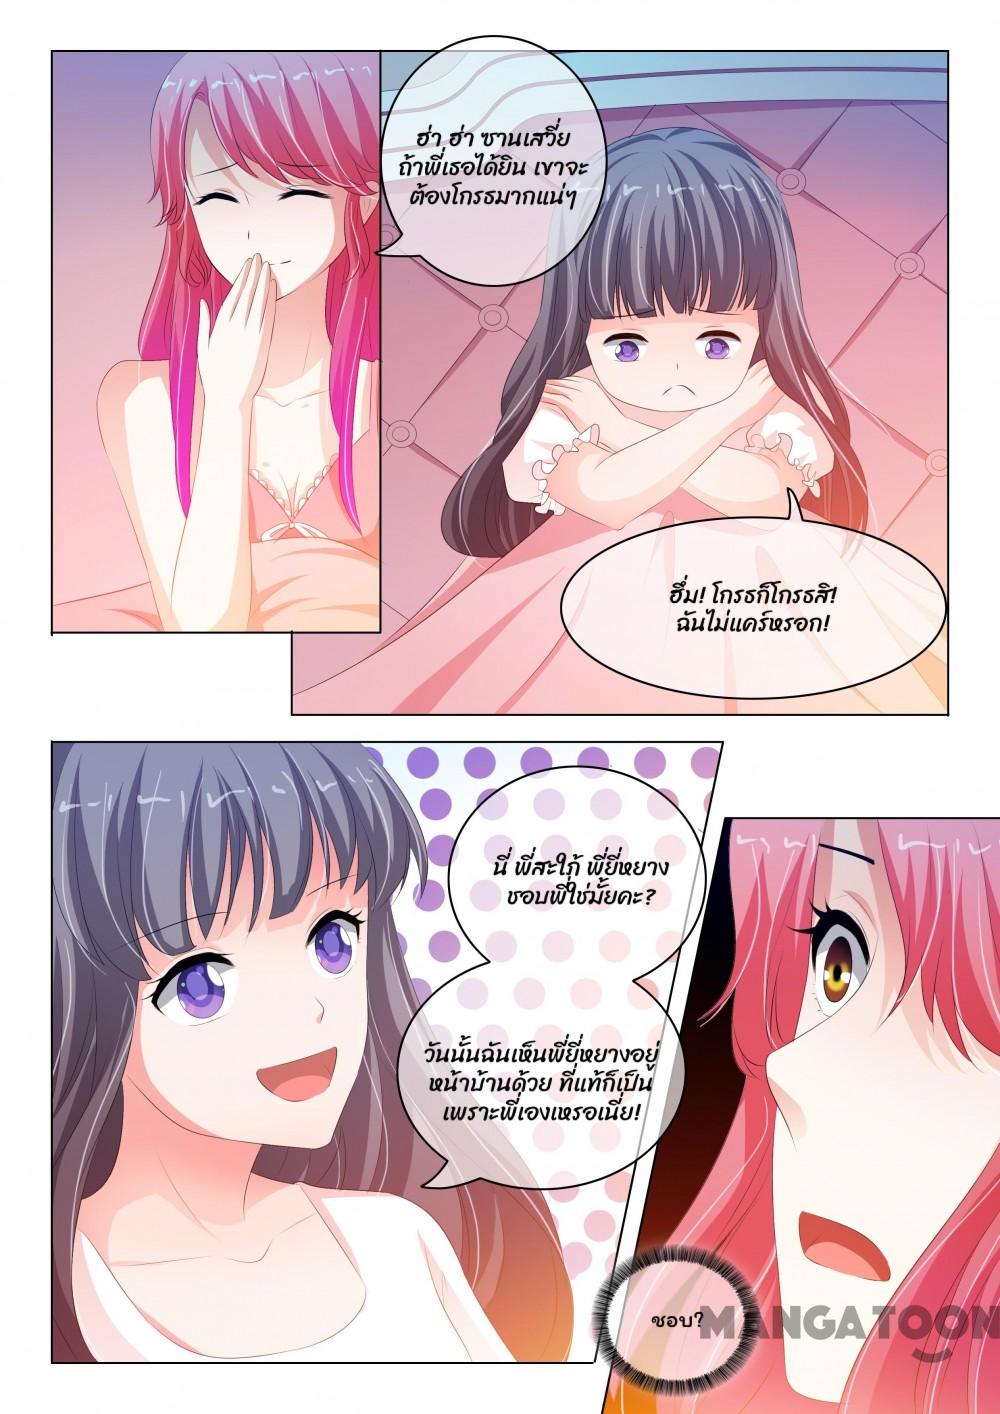 ฮ่า ฮ่า ซานเสวี่ย
ถ้าพี่เธอได้ยิน เขาจะ
ต้องโกรธมากแน่ๆ
ฮึ่ม! โกรธก็โกรธสิ!
ฉันไม่แคร์หรอก!
นี่ พี่สะใภ้ พี่ยี่หยาง
ชอบพี่ใช่มั้ยคะ?
วันนั้นฉันเห็นพี่ยี่หยางอยู่
หน้าบ้านด้วย ที่แท้ก็เป็น
เพราะพี่เองเหรอเนี่ย!
ชอบ?
MANGATOON